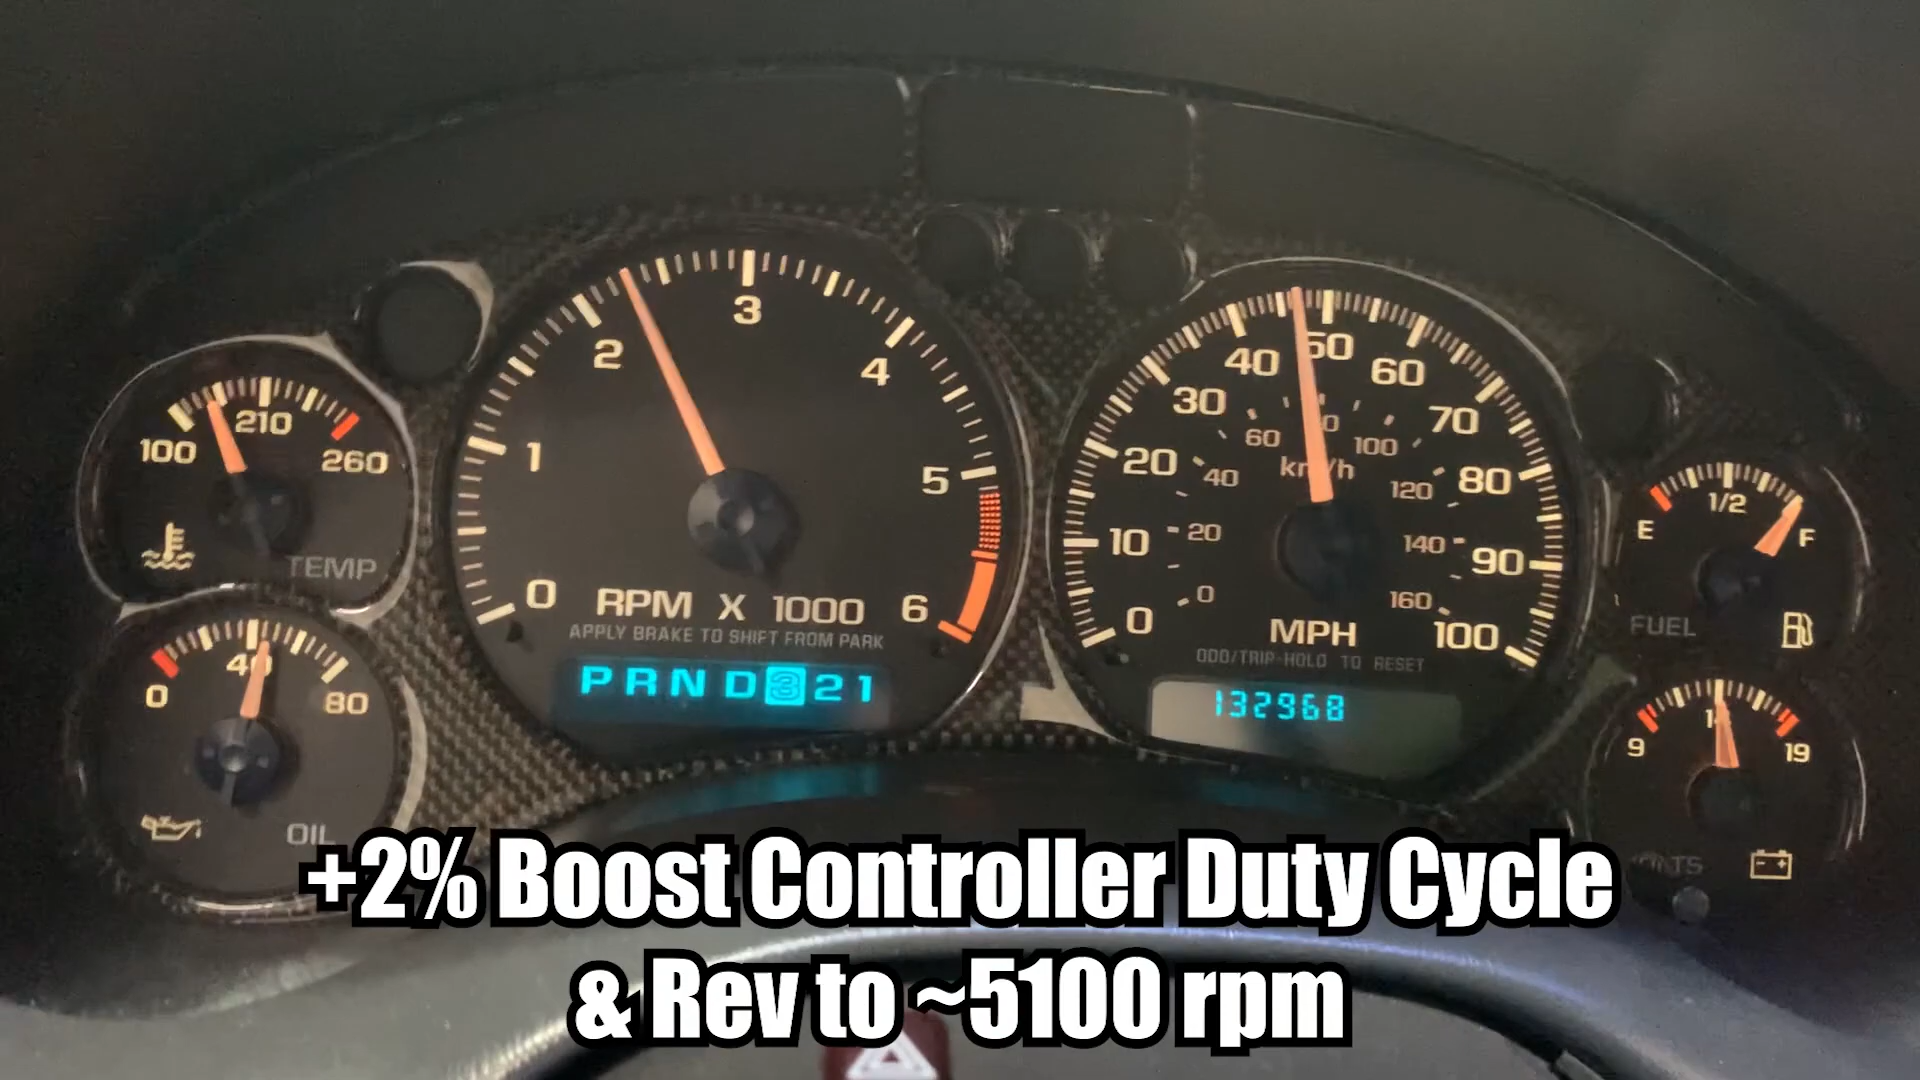 3
2
4
50
40
60
210
30
70
100
260
1
60
100
km/h
20
40
5
120
80
1/2
E
F
10
20
140
90
TEMP
0
RPM X 1000
6
0
0
MPH
160
100
FUEL
APPLY BRAKE TO SHIFT FROM PARK
ODO/TRIP-HOLD TO RESET
40
0
80
PRND321
132968
9
19
OIL
+2% Boost Controller Duty Cycle
& Rev to ~5100 rpm